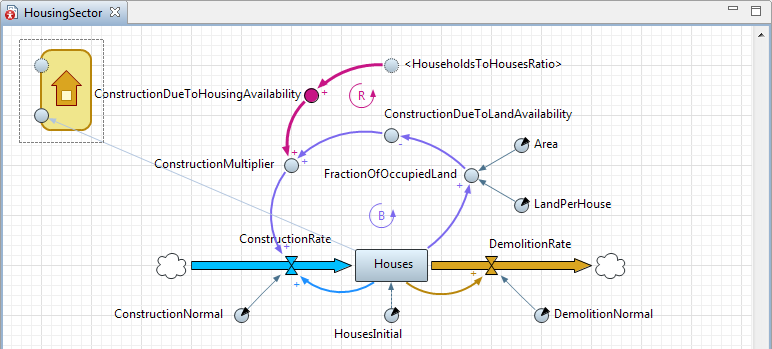 HousingSector
<HouseholdsToHousesRatio>
ConstructionDueToHousingAvailability
+
R
ConstructionDueToLandAvailability
-
Area
+
+
ConstructionMultiplier
FractionOfOccupiedLand
+
LandPerHouse
B
ConstructionRate
DemolitionRate
+
Houses
+
+
ConstructionNormal
HousesInitial
DemolitionNormal